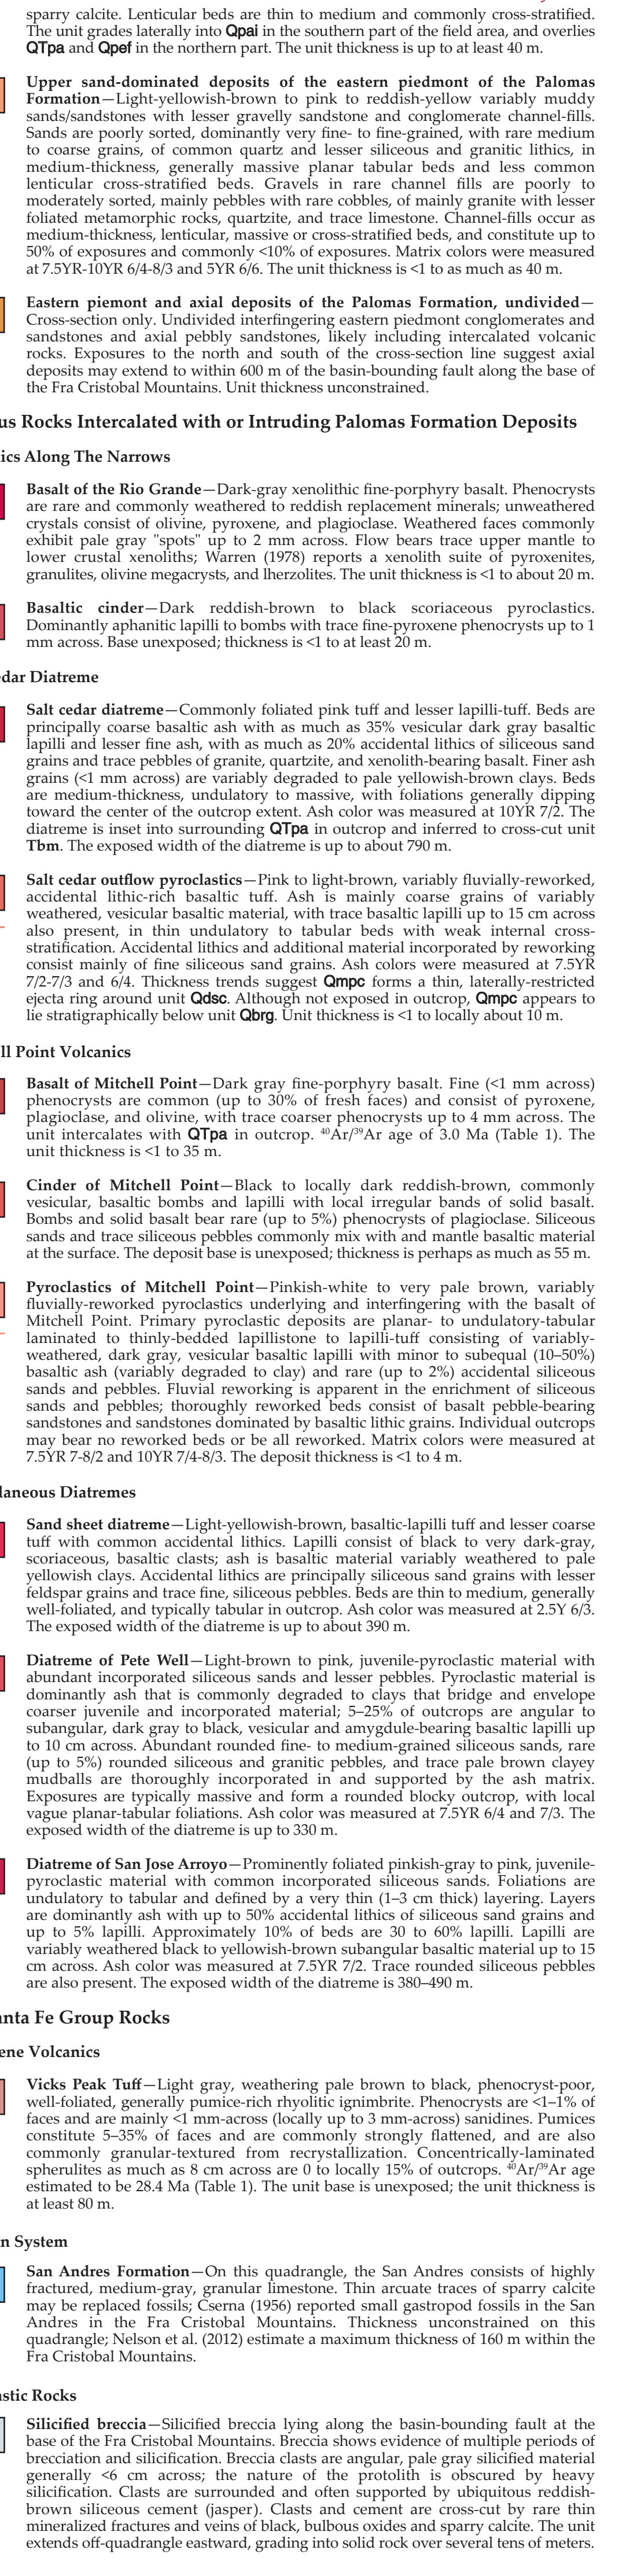 sparry calcite. Lenticular beds are thin to medium and commonly cross-stratified.
The unit grades laterally into Qpai in the southern part of the field area, and overlies
QTpa and Qpef in the northern part. The unit thickness is up to at least 40 m.
Upper sand-dominated deposits of the eastern piedmont of the Palomas
Formation—Light-yellowish-brown to pink to reddish-yellow variably muddy
sands/sandstones with lesser gravelly sandstone and conglomerate channel-fills.
Sands are poorly sorted, dominantly very fine- to fine-grained, with rare medium
to coarse grains, of common quartz and lesser siliceous and granitic lithics, in
medium-thickness, generally massive planar tabular beds and less common
lenticular cross-stratified beds. Gravels in rare channel fills are poorly to
moderately sorted, mainly pebbles with rare cobbles, of mainly granite with lesser
foliated metamorphic rocks, quartzite, and trace limestone. Channel-fills occur as
medium-thickness, lenticular, massive or cross-stratified beds, and constitute up to
50% of exposures and commonly <10% of exposures. Matrix colors were measured
at 7.5YR-10YR 6/4-8/3 and 5YR 6/6. The unit thickness is <1 to as much as 40 m.
Eastern piemont and axial deposits of the Palomas Formation, undivided—
Cross-section only. Undivided interfingering eastern piedmont conglomerates and
sandstones and axial pebbly sandstones, likely including intercalated volcanic
rocks. Exposures to the north and south of the cross-section line suggest axial
deposits may extend to within 600 m of the basin-bounding fault along the base of
the Fra Cristobal Mountains. Unit thickness unconstrained.
us Rocks Intercalated with or Intruding Palomas Formation Deposits
ics Along The Narrows
Basalt of the Rio Grande—Dark-gray xenolithic fine-porphyry basalt. Phenocrysts
are rare and commonly weathered to reddish replacement minerals; unweathered
crystals consist of olivine, pyroxene, and plagioclase. Weathered faces commonly
exhibit pale gray "spots" up to 2 mm across. Flow bears trace upper mantle to
lower crustal xenoliths; Warren (1978) reports a xenolith suite of pyroxenites,
granulites, olivine megacrysts, and lherzolites. The unit thickness is <1 to about 20 m.
Basaltic cinder—Dark reddish-brown to black scoriaceous pyroclastics.
Dominantly aphanitic lapilli to bombs with trace fine-pyroxene phenocrysts up to 1
mm across. Base unexposed; thickness is <1 to at least 20 m.
edar Diatreme
Salt cedar diatreme—Commonly foliated pink tuff and lesser lapilli-tuff. Beds are
principally coarse basaltic ash with as much as 35% vesicular dark gray basaltic
lapilli and lesser fine ash, with as much as 20% accidental lithics of siliceous sand
grains and trace pebbles of granite, quartzite, and xenolith-bearing basalt. Finer ash
grains (<1 mm across) are variably degraded to pale yellowish-brown clays. Beds
are medium-thickness, undulatory to massive, with foliations generally dipping
toward the center of the outcrop extent. Ash color was measured at 10YR 7/2. The
diatreme is inset into surrounding QTpa in outcrop and inferred to cross-cut unit
Tbm. The exposed width of the diatreme is up to about 790 m.
Salt cedar outflow pyroclastics—Pink to light-brown, variably fluvially-reworked,
accidental lithic-rich basaltic tuff. Ash is mainly coarse grains of variably
weathered, vesicular basaltic material, with trace basaltic lapilli up to 15 cm across
also present, in thin undulatory to tabular beds with weak internal cross-
stratification. Accidental lithics and additional material incorporated by reworking
consist mainly of fine siliceous sand grains. Ash colors were measured at 7.5YR
7/2-7/3 and 6/4. Thickness trends suggest Qmpc forms a thin, laterally-restricted
ejecta ring around unit Qdsc. Although not exposed in outcrop, Qmpc appears to
lie stratigraphically below unit Qbrg. Unit thickness is <1 to locally about 10 m.
ll Point Volcanics
Basalt of Mitchell Point—Dark gray fine-porphyry basalt. Fine (<1 mm across)
phenocrysts are common (up to 30% of fresh faces) and consist of pyroxene,
plagioclase, and olivine, with trace coarser phenocrysts up to 4 mm across. The
unit intercalates with QTpa in outcrop. ⁴⁰Ar/³⁹Ar age of 3.0 Ma (Table 1). The
unit thickness is <1 to 35 m.
Cinder of Mitchell Point—Black to locally dark reddish-brown, commonly
vesicular, basaltic bombs and lapilli with local irregular bands of solid basalt.
Bombs and solid basalt bear rare (up to 5%) phenocrysts of plagioclase. Siliceous
sands and trace siliceous pebbles commonly mix with and mantle basaltic material
at the surface. The deposit base is unexposed; thickness is perhaps as much as 55 m.
Pyroclastics of Mitchell Point—Pinkish-white to very pale brown, variably
fluvially-reworked pyroclastics underlying and interfingering with the basalt of
Mitchell Point. Primary pyroclastic deposits are planar- to undulatory-tabular
laminated to thinly-bedded lapillistone to lapilli-tuff consisting of variably-
weathered, dark gray, vesicular basaltic lapilli with minor to subequal (10–50%)
basaltic ash (variably degraded to clay) and rare (up to 2%) accidental siliceous
sands and pebbles. Fluvial reworking is apparent in the enrichment of siliceous
sands and pebbles; thoroughly reworked beds consist of basalt pebble-bearing
sandstones and sandstones dominated by basaltic lithic grains. Individual outcrops
may bear no reworked beds or be all reworked. Matrix colors were measured at
7.5YR 7-8/2 and 10YR 7/4-8/3. The deposit thickness is <1 to 4 m.
laneous Diatremes
Sand sheet diatreme—Light-yellowish-brown, basaltic-lapilli tuff and lesser coarse
tuff with common accidental lithics. Lapilli consist of black to very dark-gray,
scoriaceous, basaltic clasts; ash is basaltic material variably weathered to pale
yellowish clays. Accidental lithics are principally siliceous sand grains with lesser
feldspar grains and trace fine, siliceous pebbles. Beds are thin to medium, generally
well-foliated, and typically tabular in outcrop. Ash color was measured at 2.5Y 6/3.
The exposed width of the diatreme is up to about 390 m.
Diatreme of Pete Well—Light-brown to pink, juvenile-pyroclastic material with
abundant incorporated siliceous sands and lesser pebbles. Pyroclastic material is
dominantly ash that is commonly degraded to clays that bridge and envelope
coarser juvenile and incorporated material; 5–25% of outcrops are angular to
subangular, dark gray to black, vesicular and amygdule-bearing basaltic lapilli up
to 10 cm across. Abundant rounded fine- to medium-grained siliceous sands, rare
(up to 5%) rounded siliceous and granitic pebbles, and trace pale brown clayey
mudballs are thoroughly incorporated in and supported by the ash matrix.
Exposures are typically massive and form a rounded blocky outcrop, with local
vague planar-tabular foliations. Ash color was measured at 7.5YR 6/4 and 7/3. The
exposed width of the diatreme is up to 330 m.
Diatreme of San Jose Arroyo—Prominently foliated pinkish-gray to pink, juvenile-
pyroclastic material with common incorporated siliceous sands. Foliations are
undulatory to tabular and defined by a very thin (1–3 cm thick) layering. Layers
are dominantly ash with up to 50% accidental lithics of siliceous sand grains and
up to 5% lapilli. Approximately 10% of beds are 30 to 60% lapilli. Lapilli are
variably weathered black to yellowish-brown subangular basaltic material up to 15
cm across. Ash color was measured at 7.5YR 7/2. Trace rounded siliceous pebbles
are also present. The exposed width of the diatreme is 380–490 m.
anta Fe Group Rocks
ene Volcanics
Vicks Peak Tuff—Light gray, weathering pale brown to black, phenocryst-poor,
well-foliated, generally pumice-rich rhyolitic ignimbrite. Phenocrysts are <1–1% of
faces and are mainly <1 mm-across (locally up to 3 mm-across) sanidines. Pumices
constitute 5–35% of faces and are commonly strongly flattened, and are also
commonly granular-textured from recrystallization. Concentrically-laminated
spherulites as much as 8 cm across are 0 to locally 15% of outcrops. ⁴⁰Ar/³⁹Ar age
estimated to be 28.4 Ma (Table 1). The unit base is unexposed; the unit thickness is
at least 80 m.
n System
San Andres Formation—On this quadrangle, the San Andres consists of highly
fractured, medium-gray, granular limestone. Thin arcuate traces of sparry calcite
may be replaced fossils; Cserna (1956) reported small gastropod fossils in the San
Andres in the Fra Cristobal Mountains. Thickness unconstrained on this
quadrangle; Nelson et al. (2012) estimate a maximum thickness of 160 m within the
Fra Cristobal Mountains.
astic Rocks
Silicified breccia—Silicified breccia lying along the basin-bounding fault at the
base of the Fra Cristobal Mountains. Breccia shows evidence of multiple periods of
brecciation and silicification. Breccia clasts are angular, pale gray silicified material
generally <6 cm across; the nature of the protolith is obscured by heavy
silicification. Clasts are surrounded and often supported by ubiquitous reddish-
brown siliceous cement (jasper). Clasts and cement are cross-cut by rare thin
mineralized fractures and veins of black, bulbous oxides and sparry calcite. The unit
extends off-quadrangle eastward, grading into solid rock over several tens of meters.